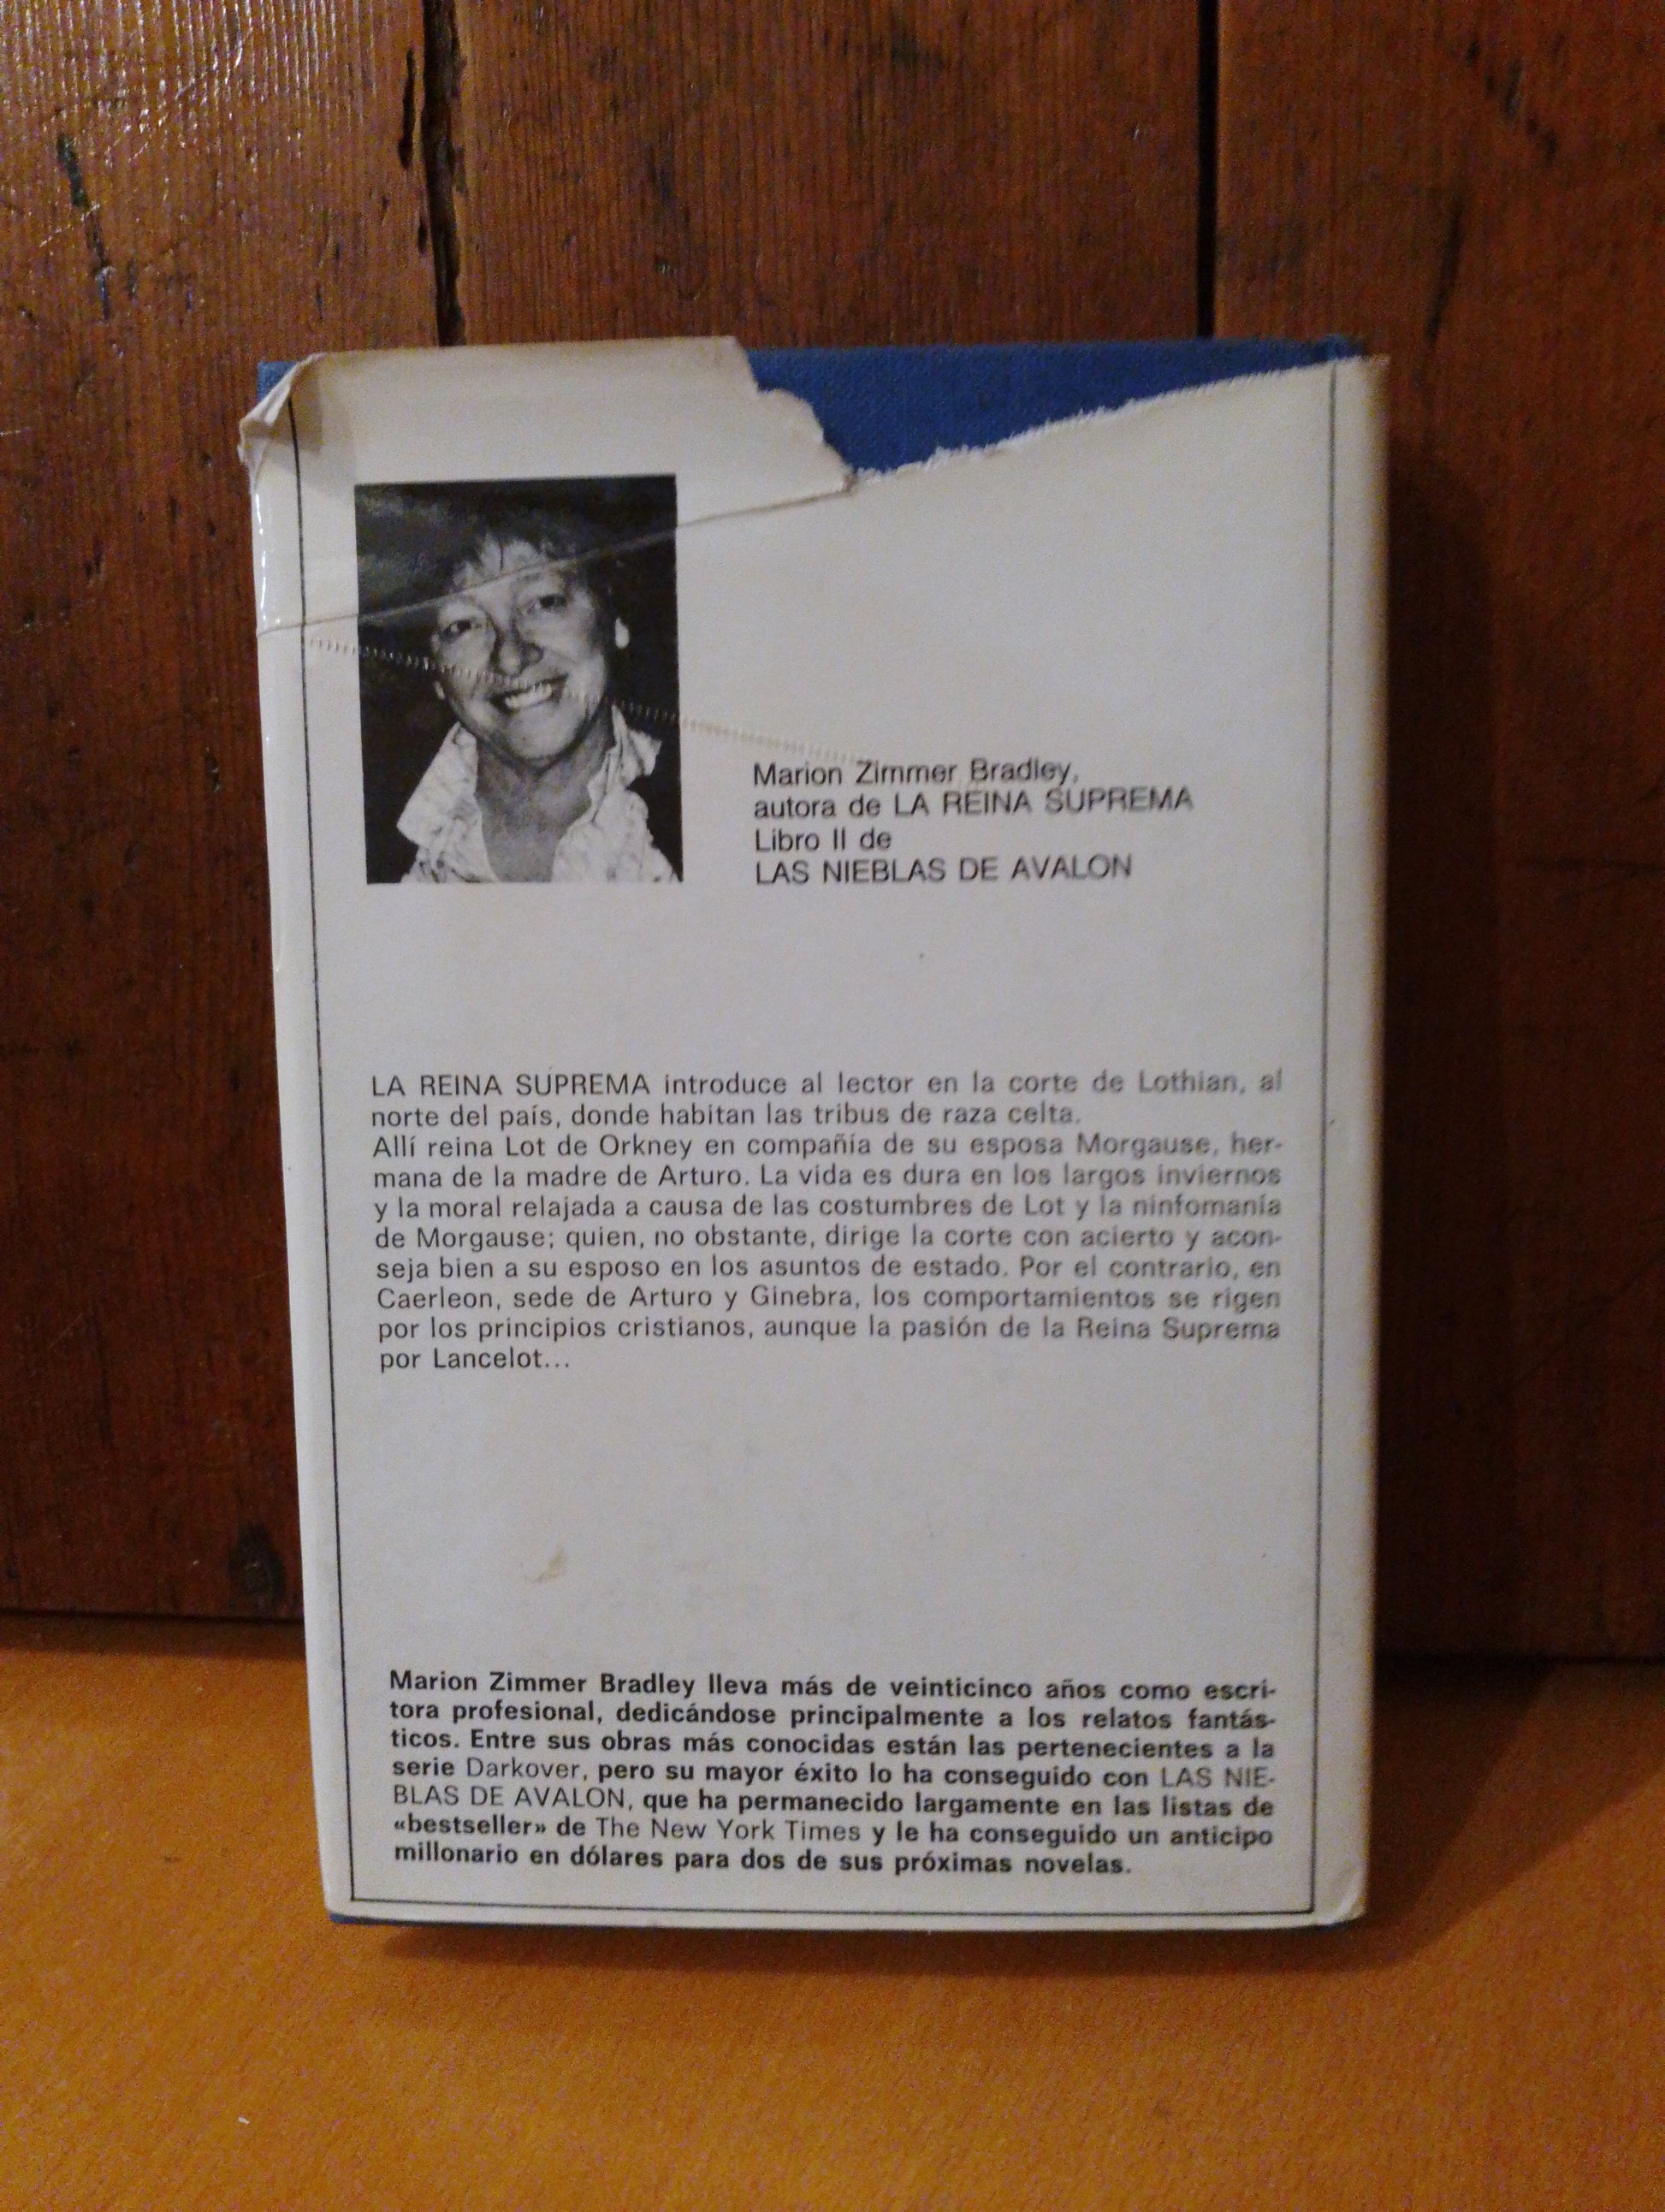 Marion Zimmer Bradley,
autora de LA REINA SUPREMA
Libro II de
LAS NIEBLAS DE AVALON
LA REINA SUPREMA introduce al lector en la corte de Lothian, al
norte del país, donde habitan las tribus de raza celta.
Allí reina Lot de Orkney en compañía de su esposa Morgause, her-
mana de la madre de Arturo. La vida es dura en los largos inviernos
y la moral relajada a causa de las costumbres de Lot y la ninfomanía
de Morgause; quien, no obstante, dirige la corte con acierto y acon-
seja bien a su esposo en los asuntos de estado. Por el contrario, en
Caerleon, sede de Arturo y Ginebra, los comportamientos se rigen
por los principios cristianos, aunque la pasión de la Reina Suprema
por Lancelot...
Marion Zimmer Bradley lleva más de veinticinco años como escri-
tora profesional, dedicándose principalmente a los relatos fantás-
ticos. Entre sus obras más conocidas están las pertenecientes a la
serie Darkover, pero su mayor éxito lo ha conseguido con LAS NIE-
BLAS DE AVALON, que ha permanecido largamente en las listas de
«bestseller» de The New York Times y le ha conseguido un anticipo
millonario en dólares para dos de sus próximas novelas.